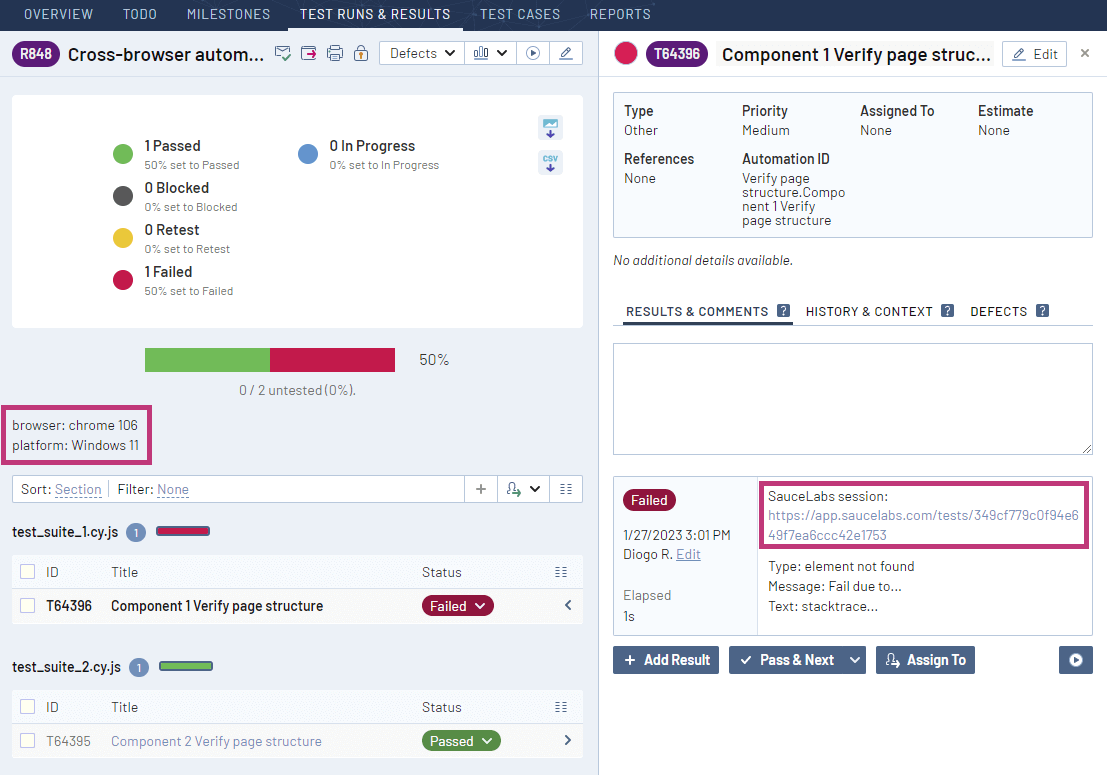 OVERVIEW TODO MILESTONES TEST RUNS & RESULTS TEST CASES REPORTS
R848 Cross-browser autom... Defects
1 Passed
50% set to Passed
0 Blocked
0% set to Blocked
0 Retest
0% set to Retest
1 Failed
50% set to Failed
0 In Progress
0% set to In Progress
CSV
50%
0 / 2 untested (0%).
browser: chrome 106
platform: Windows 11
Sort: Section Filter: None
test_suite_1.cy.js 1
ID Title Status
T64396 Component 1 Verify page structure Failed
test_suite_2.cy.js 1
ID Title Status
T64395 Component 2 Verify page structure Passed
T64396 Component 1 Verify page struc... Edit ×
Type
Other
Priority
Medium
Assigned To
None
Estimate
None
References
None
Automation ID
Verify page
structure.Compo
nent 1 Verify
page structure
No additional details available.
RESULTS & COMMENTS ? HISTORY & CONTEXT ? DEFECTS ?
Failed
1/27/2023 3:01 PM
Diogo R. Edit
Elapsed
1s
SauceLabs session:
https://app.saucelabs.com/tests/349cf779c0f94e6
49f7ea6ccc42e1753
Type: element not found
Message: Fail due to...
Text: stacktrace...
+ Add Result Pass & Next Assign To